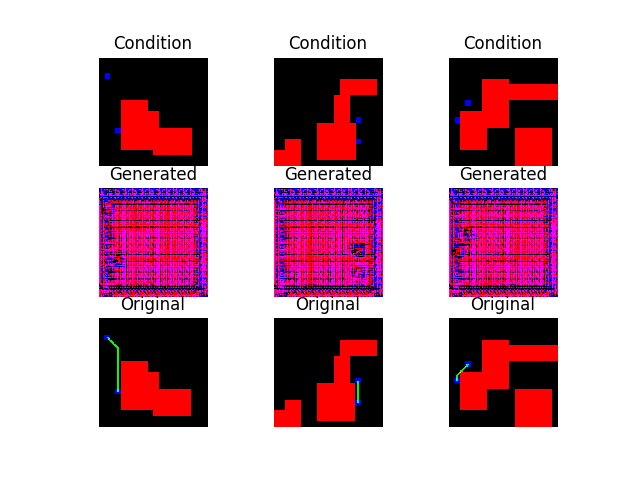 Condition Condition Condition
Generated Generated Generated
Original Original Original